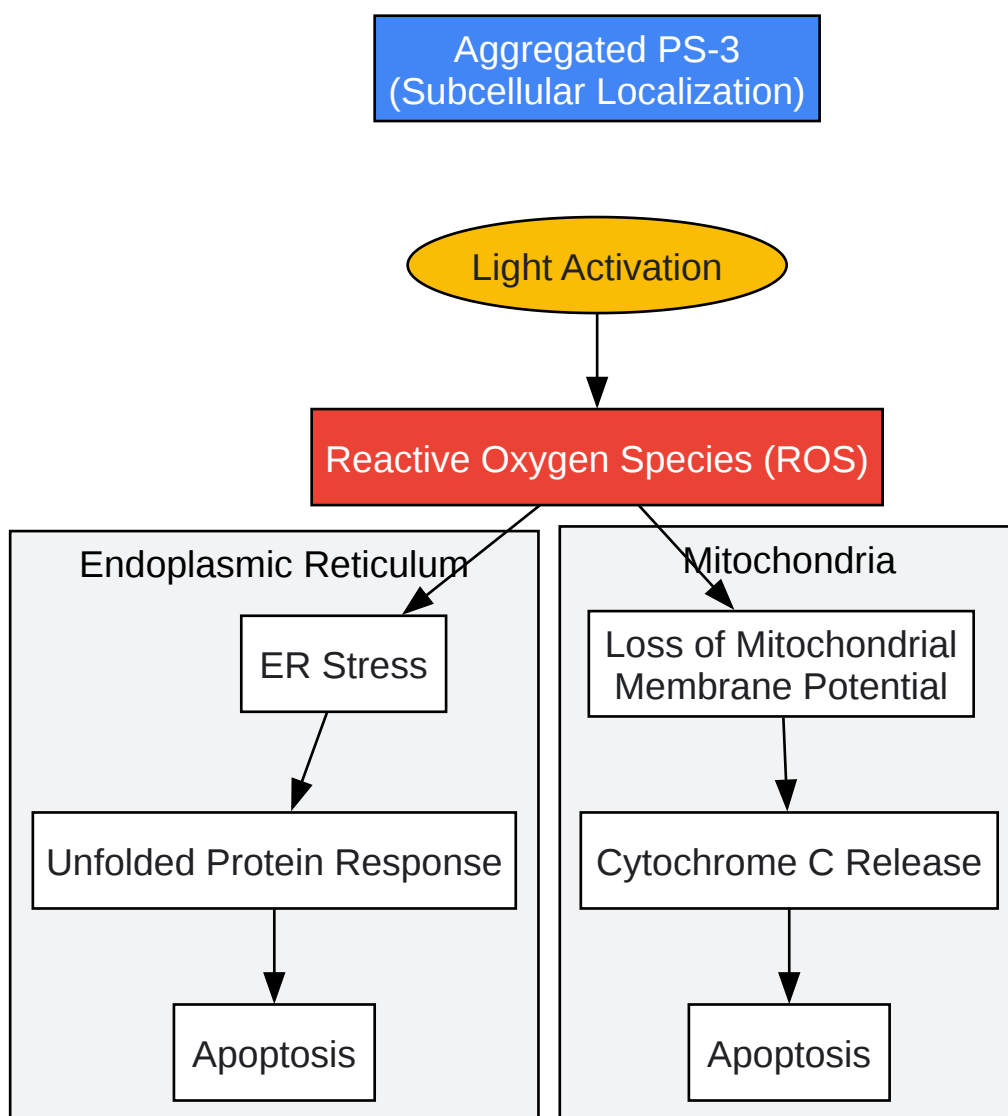 Aggregated PS-3
(Subcellular Localization)
Light Activation
Reactive Oxygen Species (ROS)
Endoplasmic Reticulum
ER Stress
Unfolded Protein Response
Apoptosis
Mitochondria
Loss of Mitochondrial
Membrane Potential
Cytochrome C Release
Apoptosis